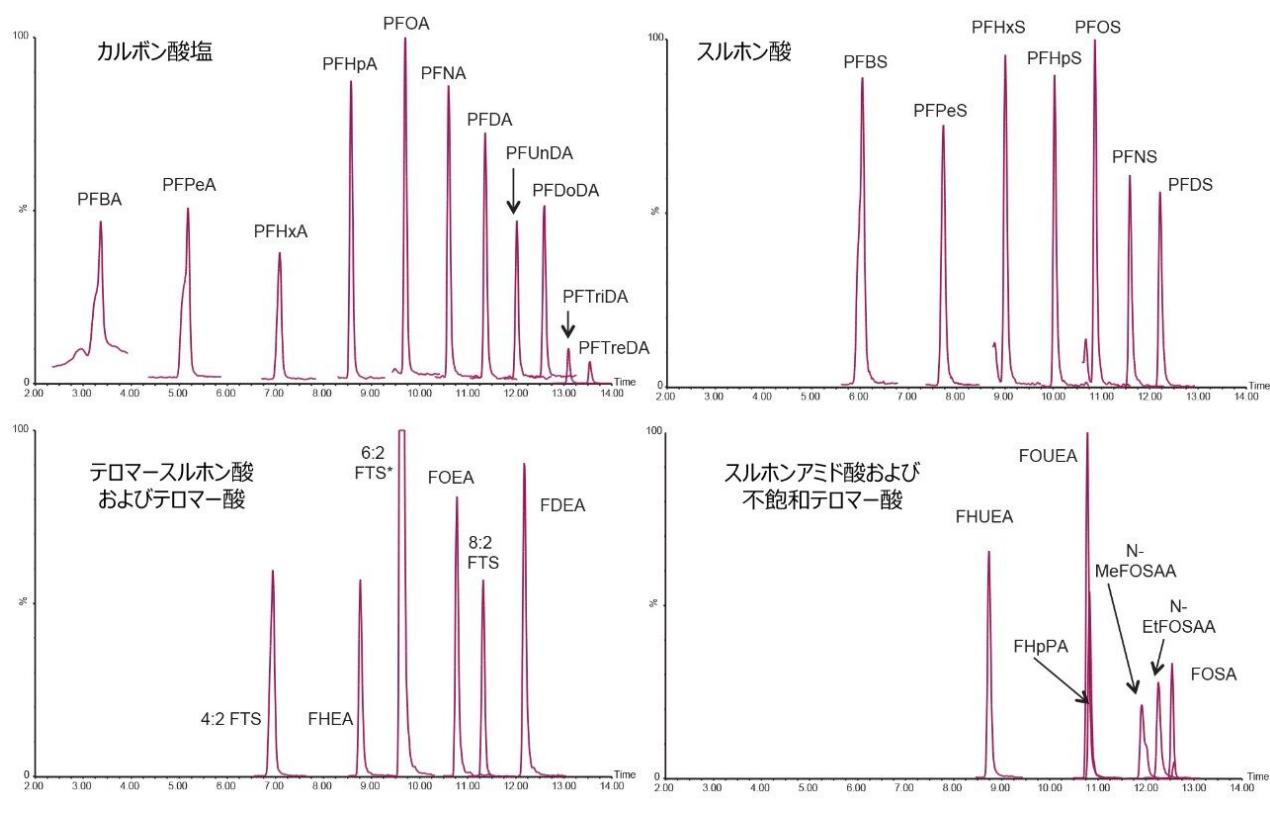 カルボン酸塩
100
%
0
PFBA
PFPeA
PFHxA
PFHpA
PFOA
PFNA
PFDA
PFUnDA
PFDoDA
PFTriDA
PFTreDA
2.00 3.00 4.00 5.00 6.00 7.00 8.00 9.00 10.00 11.00 12.00 13.00 14.00
Time
スルホン酸
100
%
0
PFBS
PFPeS
PFHxS
PFHpS
PFOS
PFNS
PFDS
2.00 3.00 4.00 5.00 6.00 7.00 8.00 9.00 10.00 11.00 12.00 13.00 14.00
Time
テロマースルホン酸
およびテロマー酸
100
%
0
4:2 FTS
FHEA
6:2
FTS*
FOEA
8:2
FTS
FDEA
2.00 3.00 4.00 5.00 6.00 7.00 8.00 9.00 10.00 11.00 12.00 13.00 14.00
Time
スルホンアミド酸および
不飽和テロマー酸
100
%
0
FHUEA
FOUEA
FHpPA
N-
MeFOSAA
N-
EtFOSAA
FOSA
2.00 3.00 4.00 5.00 6.00 7.00 8.00 9.00 10.00 11.00 12.00 13.00 14.00
Time